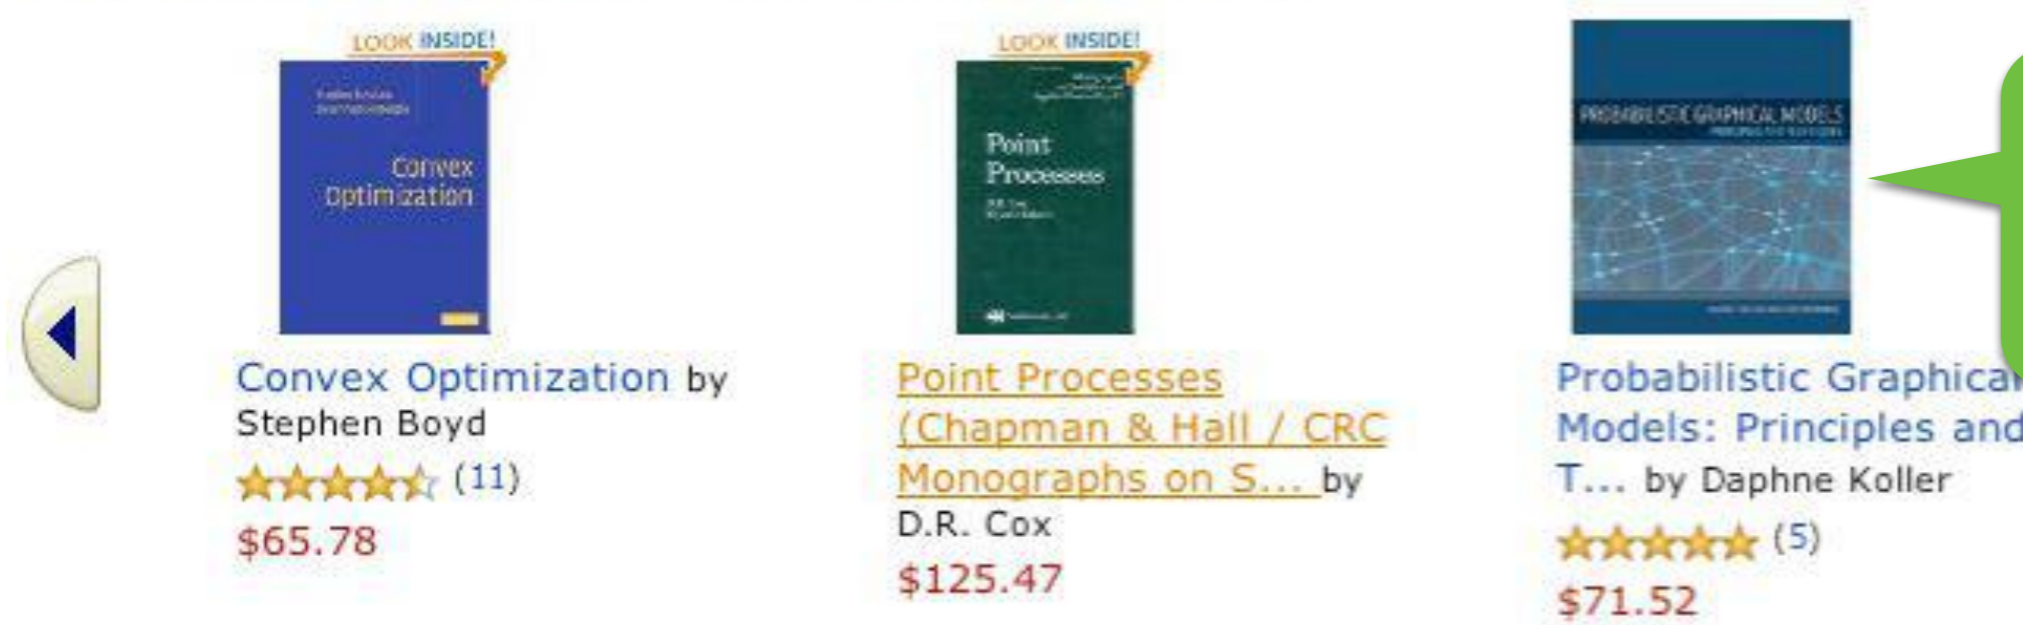 LOOK INSIDE!
Convex
Optimization
Convex Optimization by
Stephen Boyd
(11)
$65.78
LOOK INSIDE!
Point
Processes
Point Processes
(Chapman & Hall / CRC
Monographs on S... by
D.R. Cox
$125.47
PROBABILISTIC GRAPHICAL MODELS
Probabilistic Graphical
Models: Principles and
T... by Daphne Koller
(5)
$71.52